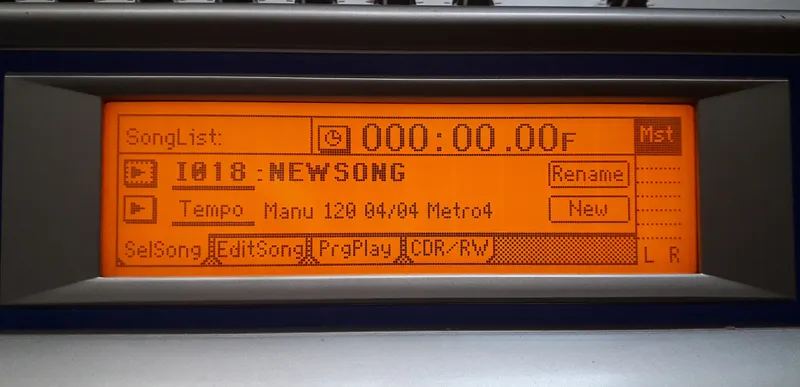 SongList: 000:00.00F Mst
I018:NEWSONG Rename
Tempo Manu 120 04/04 Metro4 New
SelSong EditSong PrgPlay CDR/RW L R